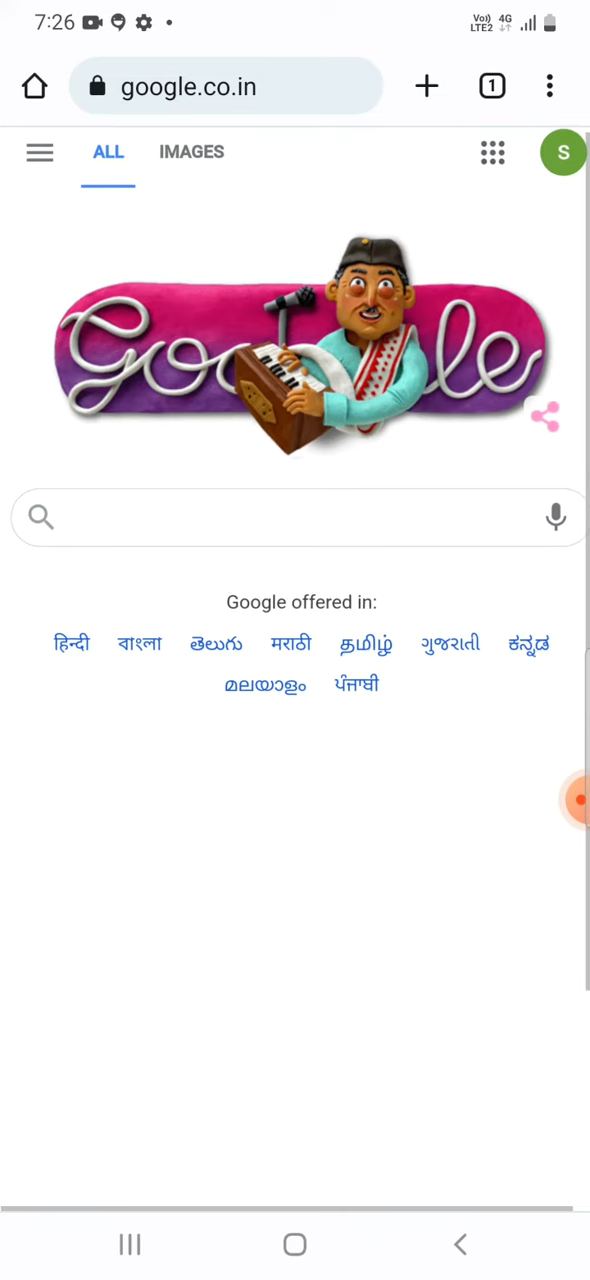 7:26 Vo)) LTE2 4G
google.co.in 1
ALL IMAGES S
Google
Google offered in:
हिन्दी বাংলা తెలుగు मराठी தமிழ் ગુજરાતી ಕನ್ನಡ
മലയാളം ਪੰਜਾਬੀ